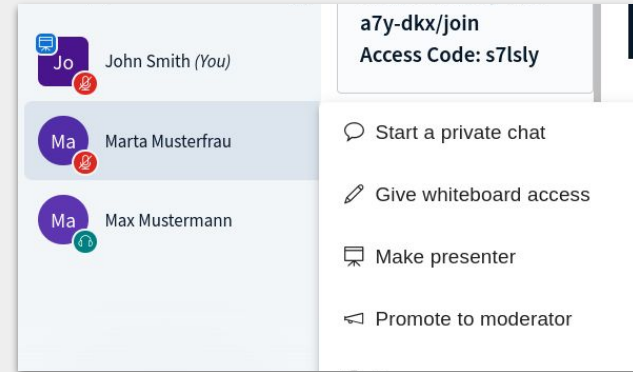 Jo
John Smith (You)
Ma
Marta Musterfrau
Ma
Max Mustermann
a7y-dkx/join
Access Code: s7lsly
Start a private chat
Give whiteboard access
Make presenter
Promote to moderator